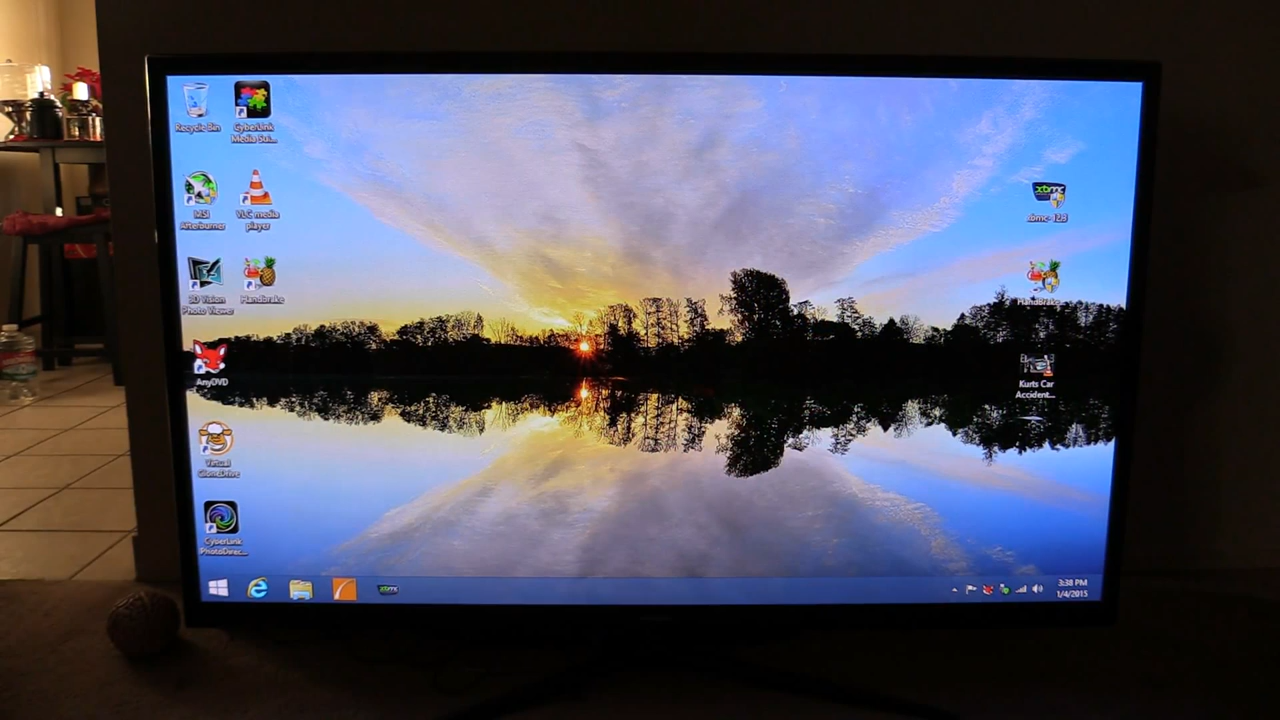 Recycle Bin
CyberLink
Media Sui...
MSI
Afterburner
VLC media
player
3D Vision
Photo Viewer
Handbrake
AnyDVD
Virtual
CloneDrive
CyberLink
PhotoDirec...
xbmc
HandBrake
Kurts Car
Accident...
xbmc
3:38 PM
1/4/2015